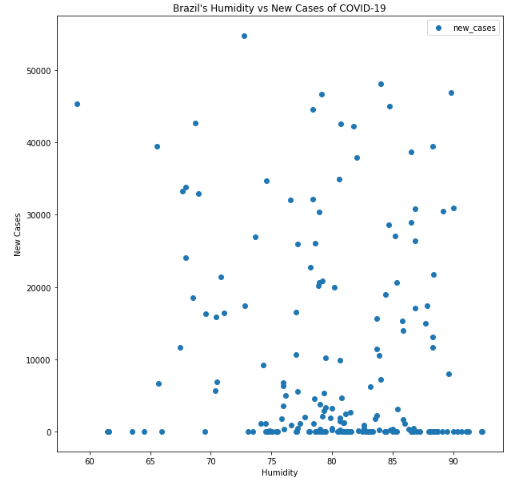 Brazil's Humidity vs New Cases of COVID-19
new_cases
50000
40000
30000
20000
10000
0
New Cases
60 65 70 75 80 85 90
Humidity